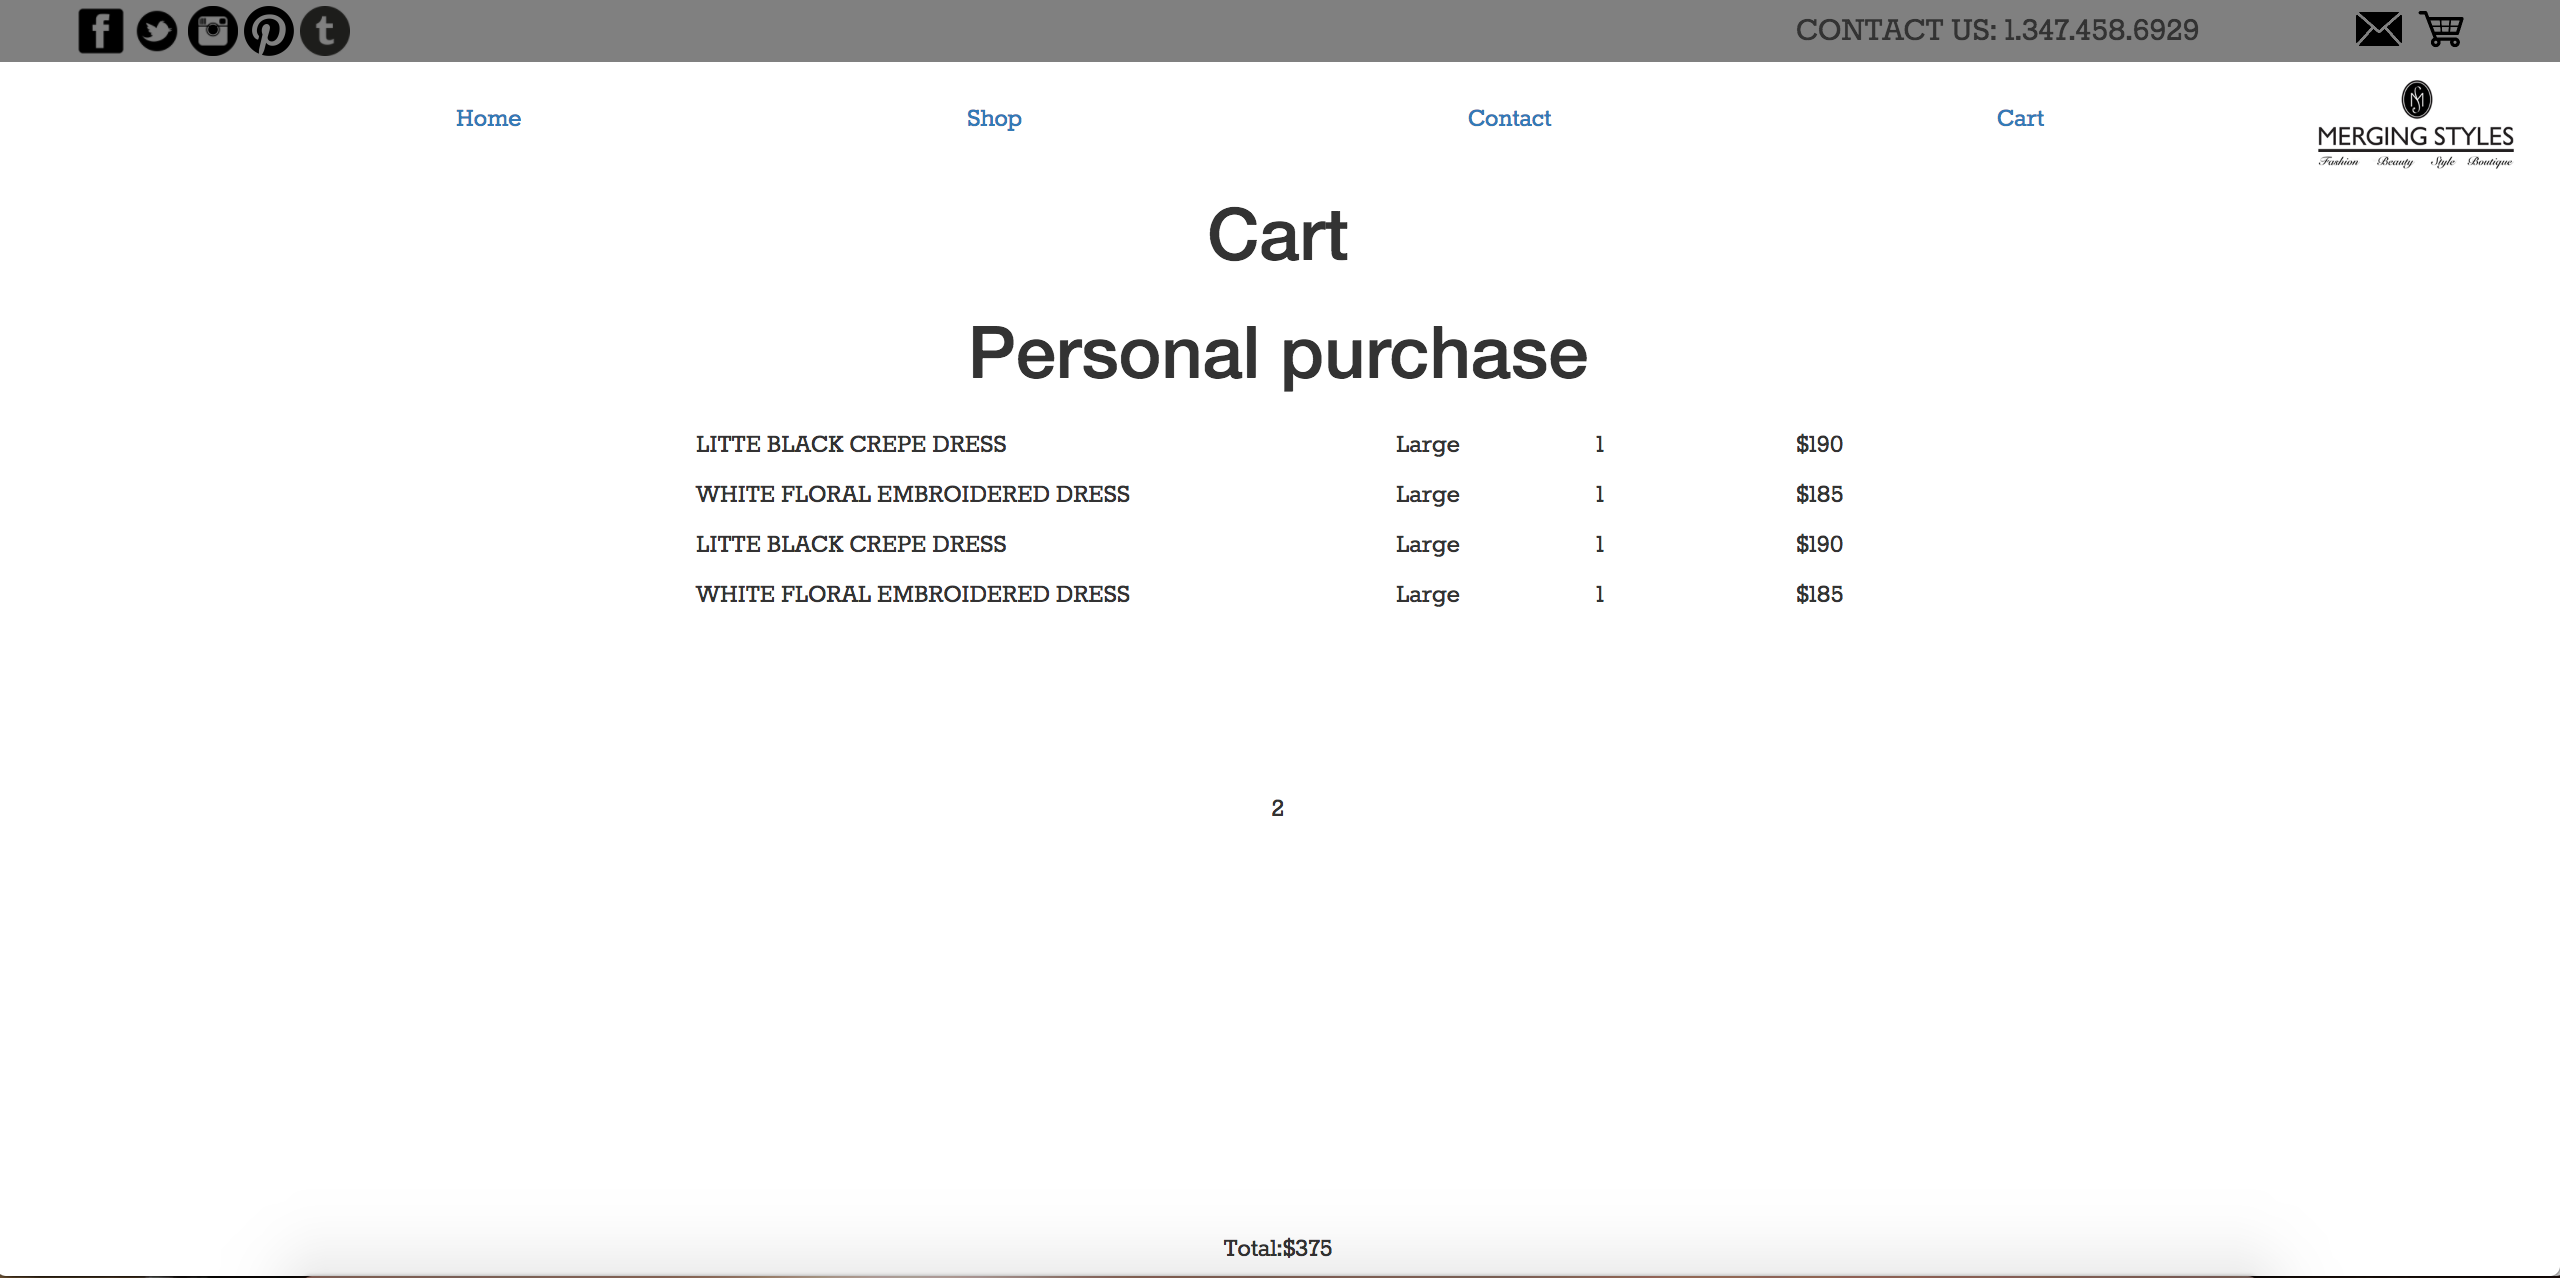 CONTACT US: 1.347.458.6929
Home Shop Contact Cart
MERGING STYLES
Fashion Beauty Style Boutique
Cart
Personal purchase
LITTE BLACK CREPE DRESS Large 1 $190
WHITE FLORAL EMBROIDERED DRESS Large 1 $185
LITTE BLACK CREPE DRESS Large 1 $190
WHITE FLORAL EMBROIDERED DRESS Large 1 $185
2
Total:$375